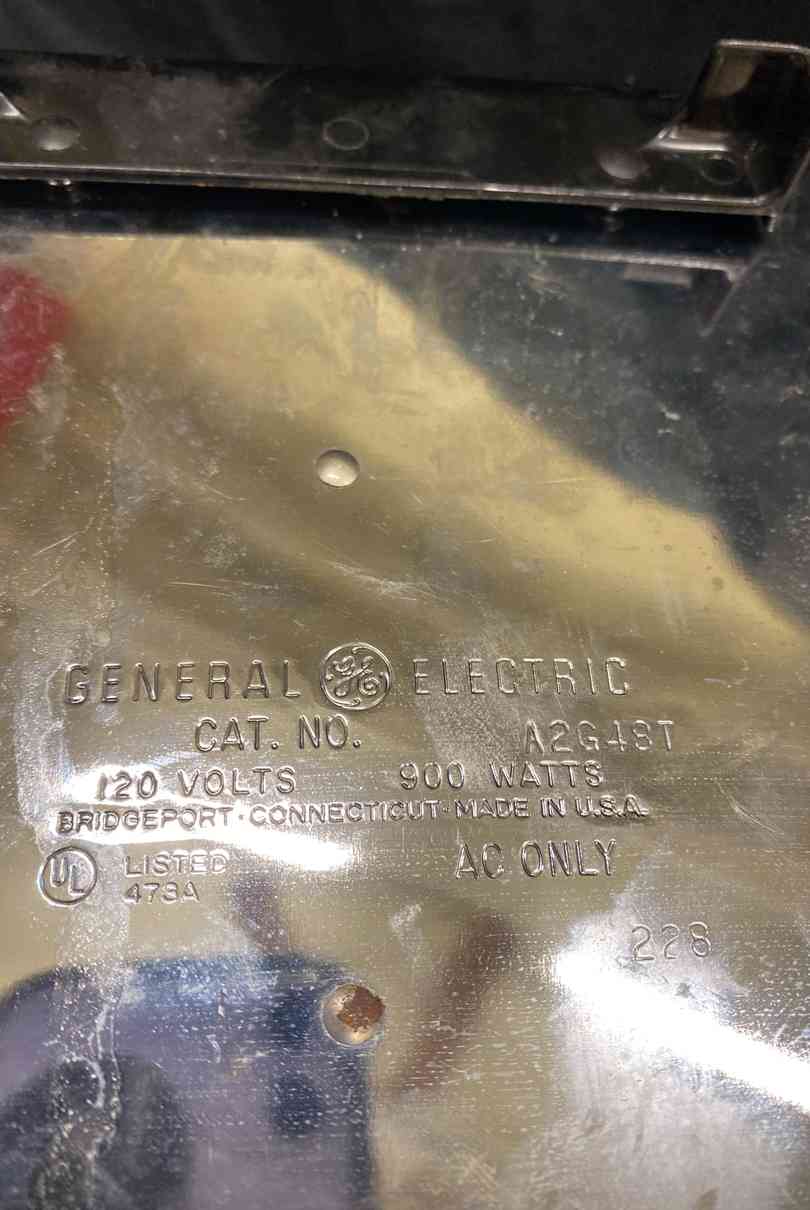 GENERAL GE ELECTRIC
CAT. NO. A2G48T
120 VOLTS 900 WATTS
BRIDGEPORT·CONNECTICUT·MADE IN U.S.A.
UL LISTED AC ONLY
473A
228